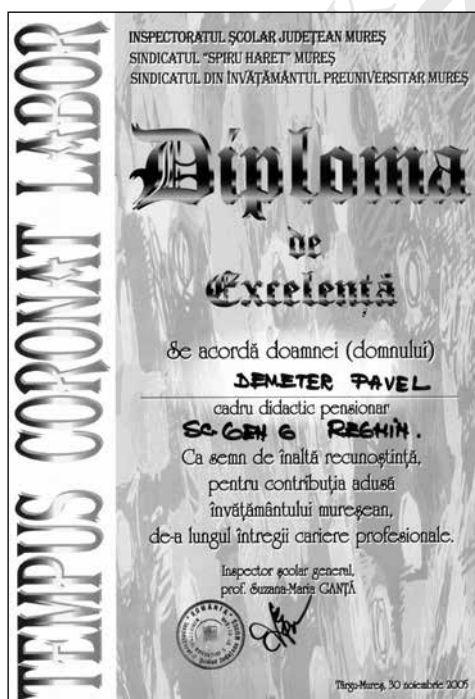 TEMPUS CORONAT LABOR
INSPECTORATUL ŞCOLAR JUDEŢEAN MUREŞ
SINDICATUL "SPIRU HARET" MUREŞ
SINDICATUL DIN ÎNVĂŢĂMÂNTUL PREUNIVERSITAR MUREŞ
Diploma
de
Excelenţă
Se acordă doamnei (domnului)
DEMETER PAVEL
cadru didactic pensionar
SC GEN 6 REGHIN.
Ca semn de înaltă recunoştinţă,
pentru contribuţia adusă
învăţământului mureşean,
de-a lungul întregii cariere profesionale.
Inspector şcolar general,
prof. Suzana-Maria GANŢĂ
ROMÂNIA
Târgu-Mureş, 30 noiembrie 2005